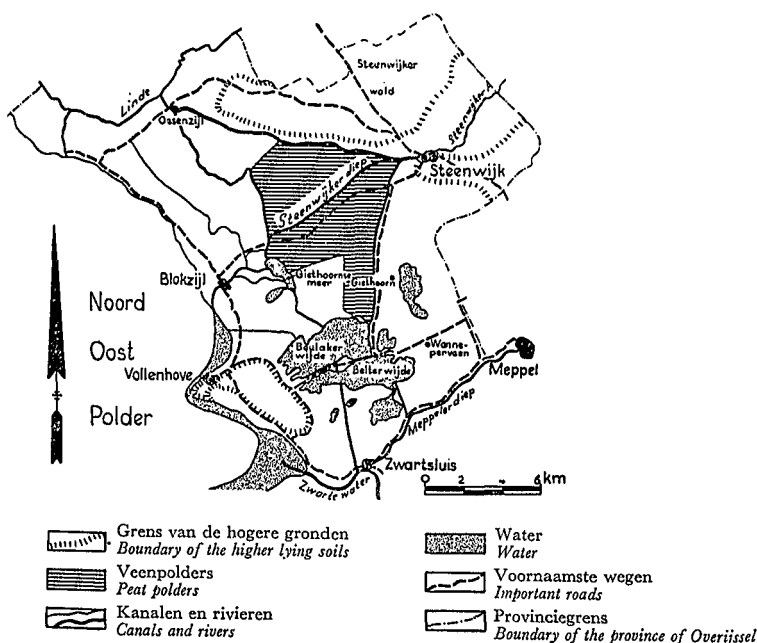 Steenwijker
wold
Linde
Ossenzijl
Steenwijker A
Steenwijk
Steenwijker diep
Blokzijl
Giethoornse
meer
Giethoorn
Noord
Oost
Polder
Vollenhove
Beulaker
wijde
Belter wijde
Wanne-
perveen
Meppel
Meppeler diep
Zwartsluis
Zwarte water
0 2 4 6 km
Grens van de hogere gronden
Boundary of the higher lying soils
Veenpolders
Peat polders
Kanalen en rivieren
Canals and rivers
Water
Water
Voornaamste wegen
Important roads
Provinciegrens
Boundary of the province of Overijssel